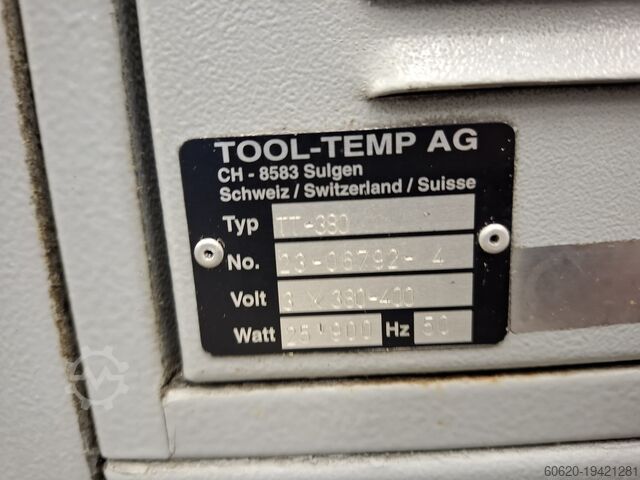 TOOL-TEMP AG
CH - 8583 Sulgen
Schweiz / Switzerland / Suisse
Typ TT-380
No. 23-06792-4
Volt 3 x 380-400
Watt 25'900 Hz 50
60620-19421281